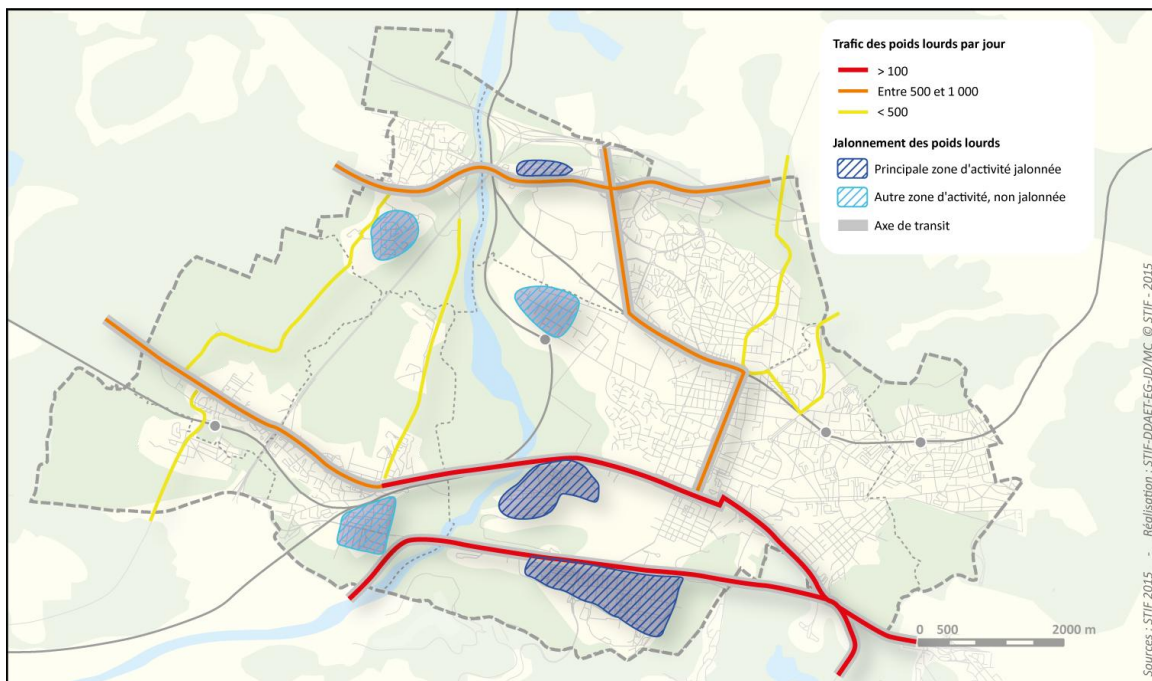 Trafic des poids lourds par jour
> 100
Entre 500 et 1 000
< 500
Jalonnement des poids lourds
Principale zone d'activité jalonnée
Autre zone d'activité, non jalonnée
Axe de transit
0 500 2000 m
Sources : STIF 2015 - Réalisation : STIF-DDAET-EG-JD/MC © STIF - 2015